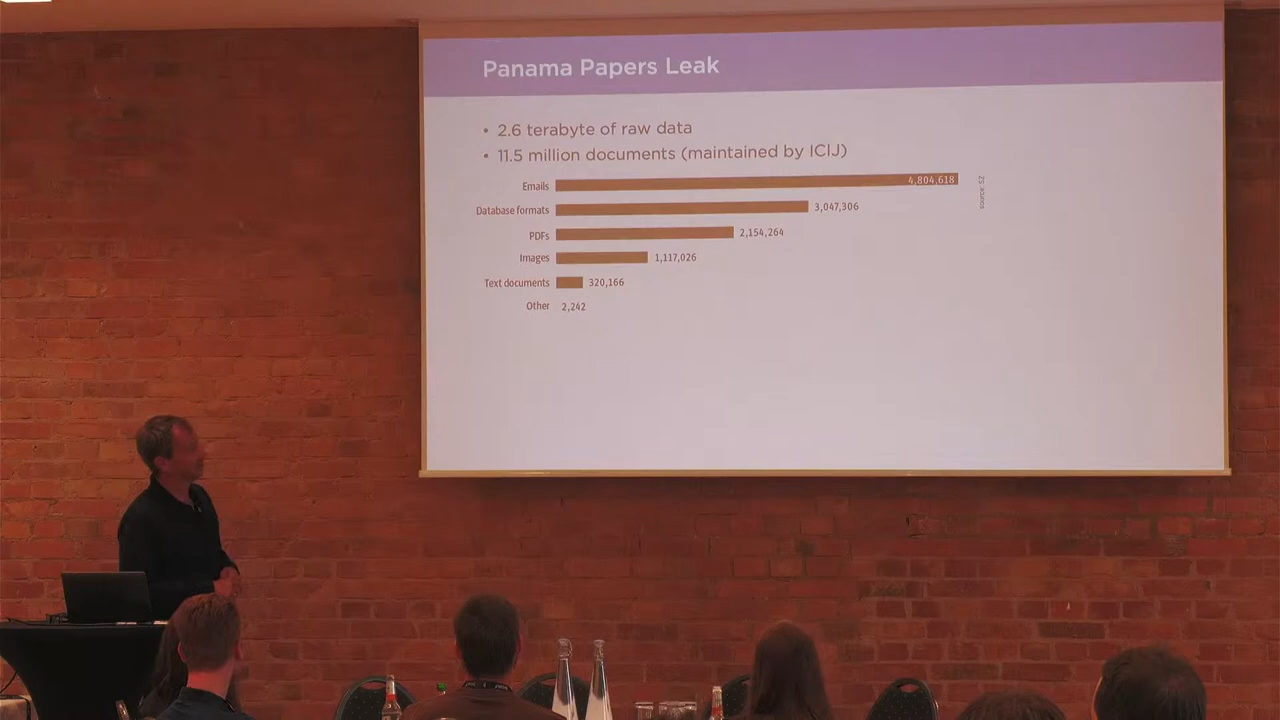 Panama Papers Leak
• 2.6 terabyte of raw data
• 11.5 million documents (maintained by ICIJ)
Emails 4,804,618
Database formats 3,047,306
PDFs 2,154,264
Images 1,117,026
Text documents 320,166
Other 2,242
source: SZ